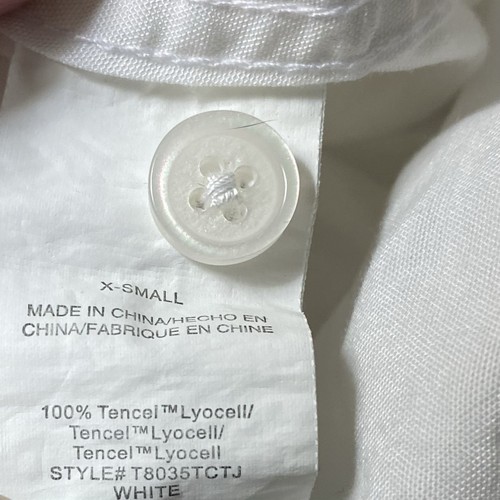 X-SMALL
MADE IN CHINA/HECHO EN
CHINA/FABRIQUE EN CHINE
100% Tencel™Lyocell/
Tencel™Lyocell/
Tencel™Lyocell
STYLE# T8035TCTJ
WHITE